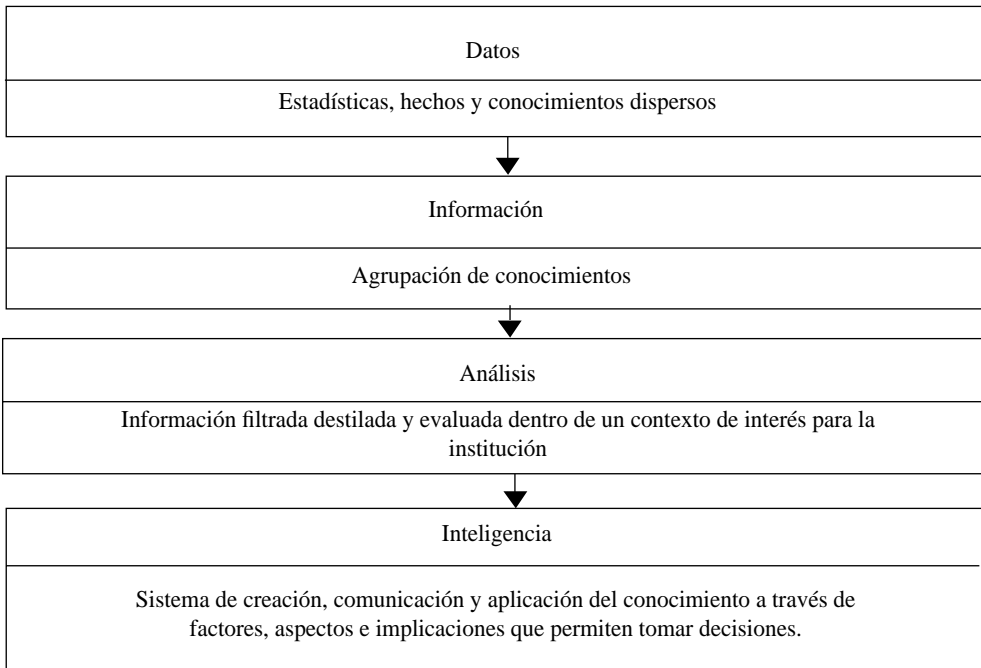 Datos
Estadísticas, hechos y conocimientos dispersos
Información
Agrupación de conocimientos
Análisis
Información filtrada destilada y evaluada dentro de un contexto de interés para la
institución
Inteligencia
Sistema de creación, comunicación y aplicación del conocimiento a través de
factores, aspectos e implicaciones que permiten tomar decisiones.